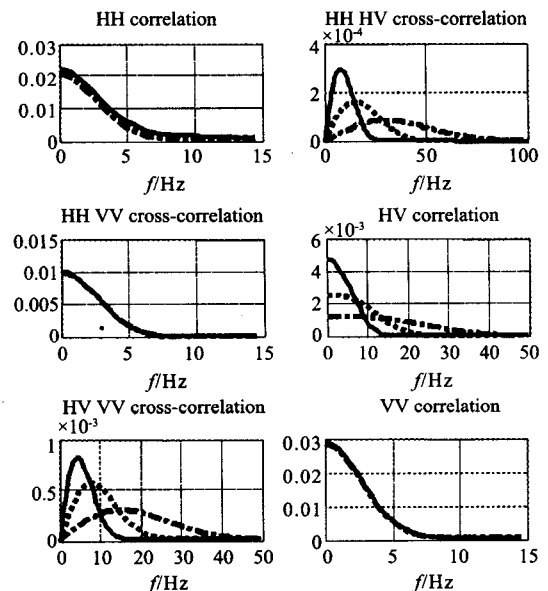 HH correlation
0.03
0.02
0.01
0
0 5 10 15
f/Hz
HH HV cross-correlation
×10⁻⁴
4
2
0
0 50 100
f/Hz
HH VV cross-correlation
0.015
0.01
0.005
0
0 5 10 15
f/Hz
HV correlation
×10⁻³
6
4
2
0
0 10 20 30 40 50
f/Hz
HV VV cross-correlation
×10⁻³
1
0.5
0
0 10 20 30 40 50
f/Hz
VV correlation
0.03
0.02
0.01
0
0 5 10 15
f/Hz